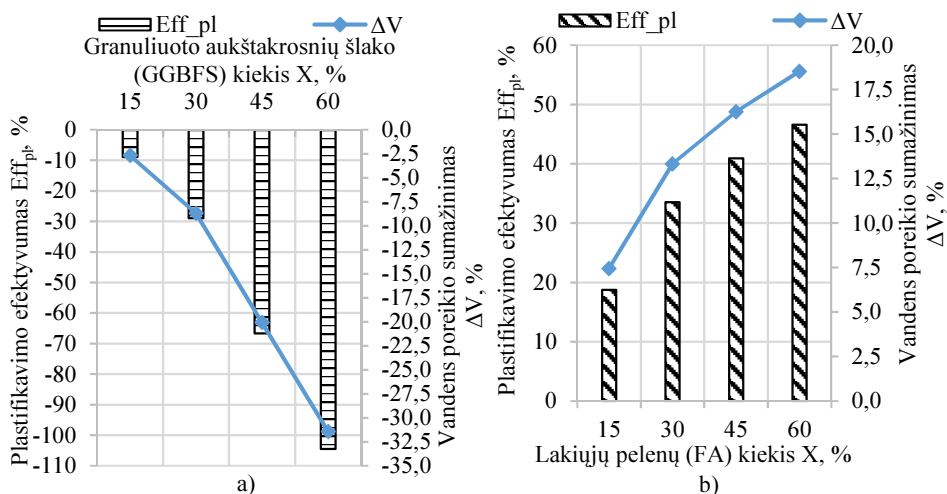 Eff_pl ΔV
Granuliuoto aukštakrosnių šlako
(GGBFS) kiekis X, %
15 30 45 60
Plastifikavimo efektyvumas Eff_pl, %
0
-10
-20
-30
-40
-50
-60
-70
-80
-90
-100
-110
0,0
-2,5
-5,0
-7,5
-10,0
-12,5
-15,0
-17,5
-20,0
-22,5
-25,0
-27,5
-30,0
-32,5
-35,0
Vandens poreikio sumažinimas
ΔV, %
a)
Eff_pl ΔV
Plastifikavimo efektyvumas Eff_pl, %
60
50
40
30
20
10
0
20,0
17,5
15,0
12,5
10,0
7,5
5,0
2,5
0,0
Vandens poreikio sumažinimas
ΔV, %
15 30 45 60
Lakiųjų pelenų (FA) kiekis X, %
b)